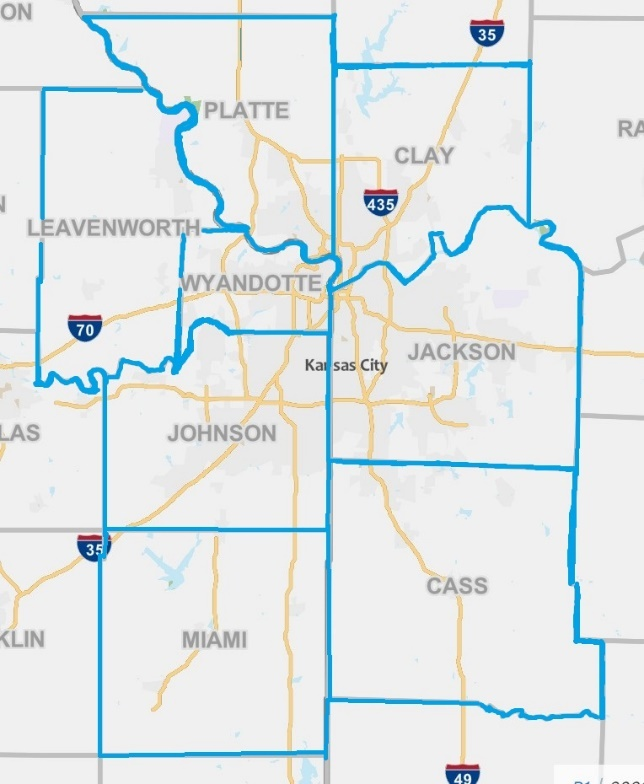 ON
35
PLATTE
RA
CLAY
435
N
LEAVENWORTH
WYANDOTTE
70
JACKSON
Kansas City
LAS
JOHNSON
35
CASS
KLIN
MIAMI
49